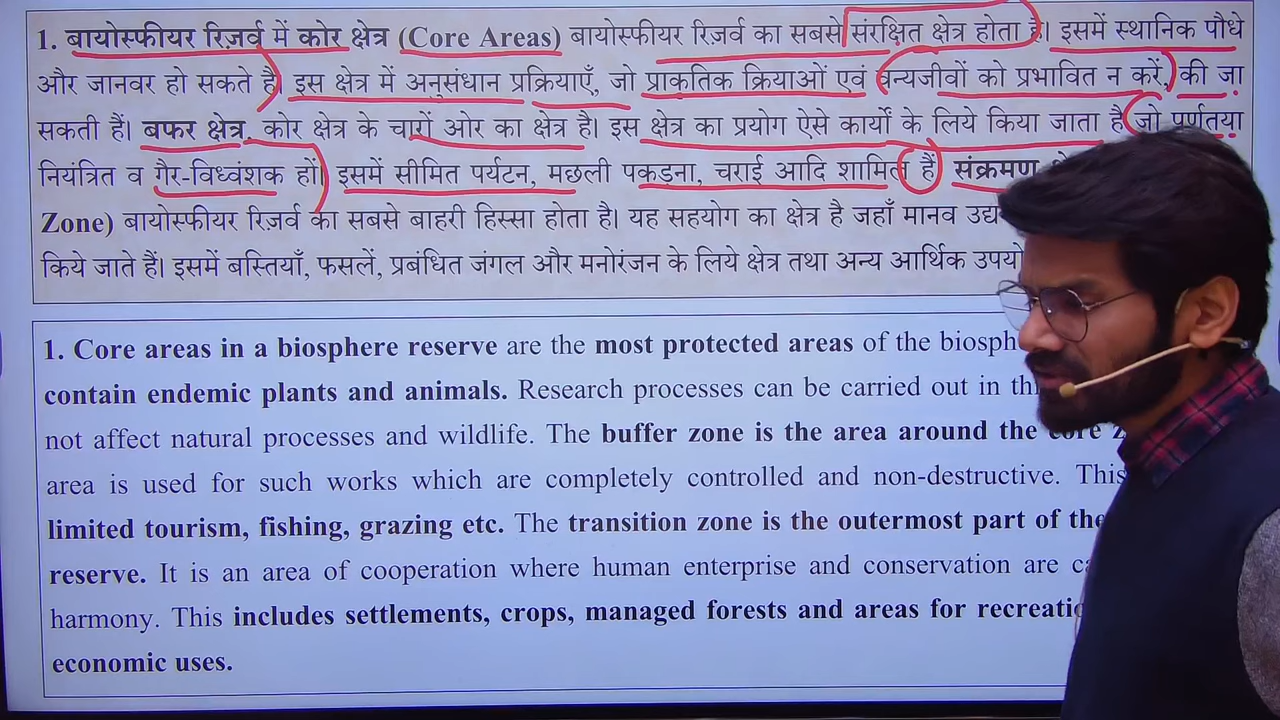 1. बायोस्फीयर रिज़र्व में कोर क्षेत्र (Core Areas) बायोस्फीयर रिज़र्व का सबसे संरक्षित क्षेत्र होता है। इसमें स्थानिक पौधे
और जानवर हो सकते हैं। इस क्षेत्र में अनुसंधान प्रक्रियाएँ, जो प्राकृतिक क्रियाओं एवं वन्यजीवों को प्रभावित न करें, की जा
सकती हैं। बफर क्षेत्र, कोर क्षेत्र के चारों ओर का क्षेत्र है। इस क्षेत्र का प्रयोग ऐसे कार्यों के लिये किया जाता है जो पूर्णतया
नियंत्रित व गैर-विध्वंशक हों। इसमें सीमित पर्यटन, मछली पकड़ना, चराई आदि शामिल हैं। संक्रमण
Zone) बायोस्फीयर रिज़र्व का सबसे बाहरी हिस्सा होता है। यह सहयोग का क्षेत्र है जहाँ मानव
किये जाते हैं। इसमें बस्तियाँ, फसलें, प्रबंधित जंगल और मनोरंजन के लिये क्षेत्र तथा अन्य आर्थिक
1. Core areas in a biosphere reserve are the most protected areas of the
contain endemic plants and animals. Research processes can be carried out in
not affect natural processes and wildlife. The buffer zone is the area around the core
area is used for such works which are completely controlled and non-destructive. This
limited tourism, fishing, grazing etc. The transition zone is the outermost part of the
reserve. It is an area of cooperation where human enterprise and conservation are
harmony. This includes settlements, crops, managed forests and areas for
economic uses.